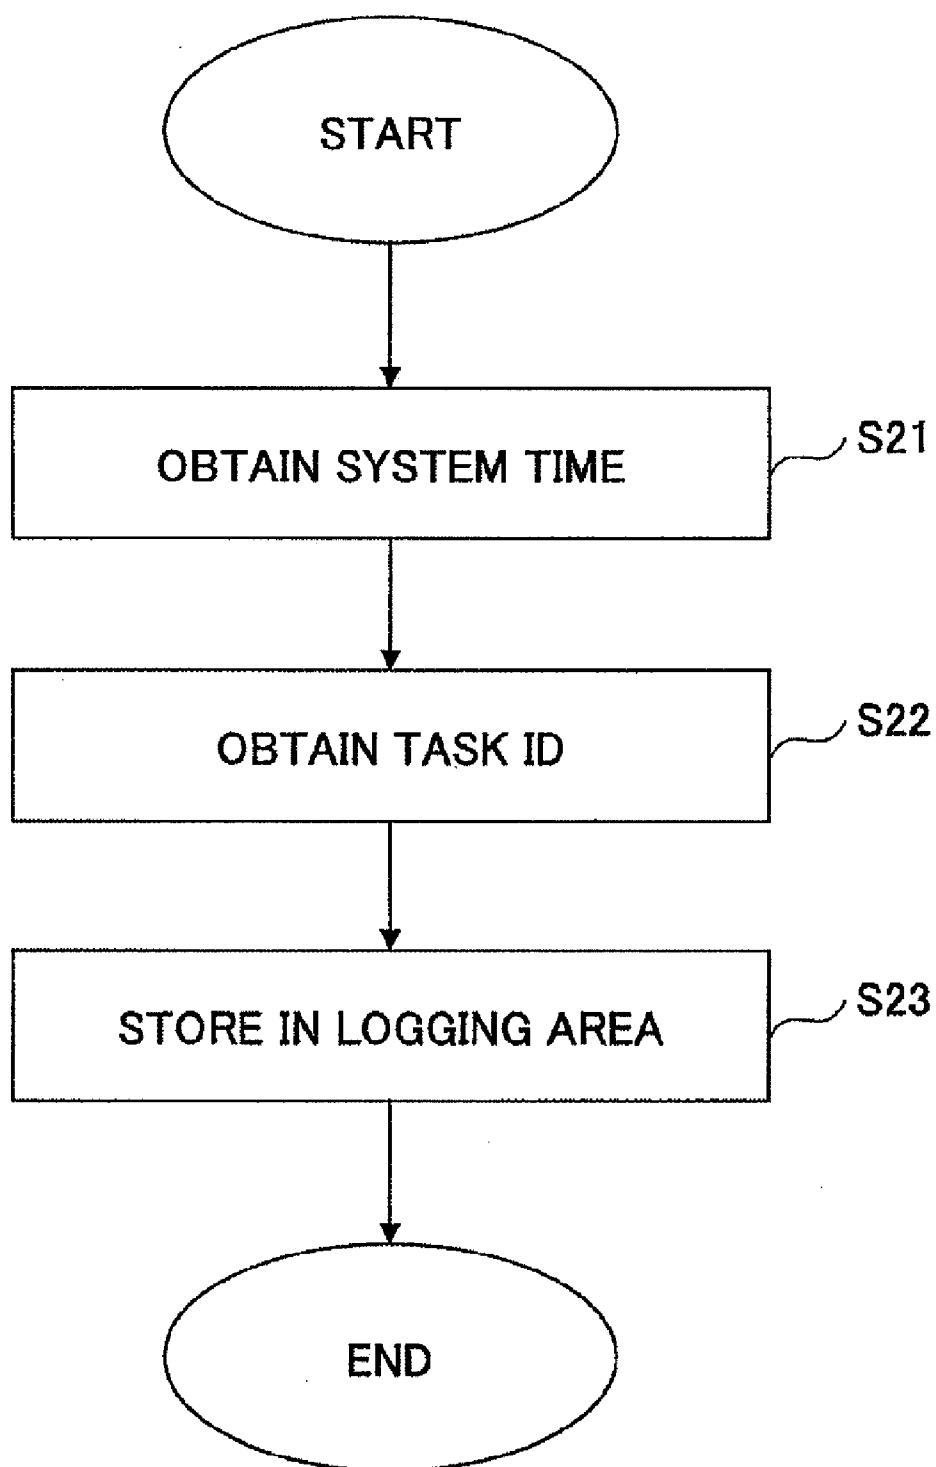 START
OBTAIN SYSTEM TIME
S21
OBTAIN TASK ID
S22
STORE IN LOGGING AREA
S23
END